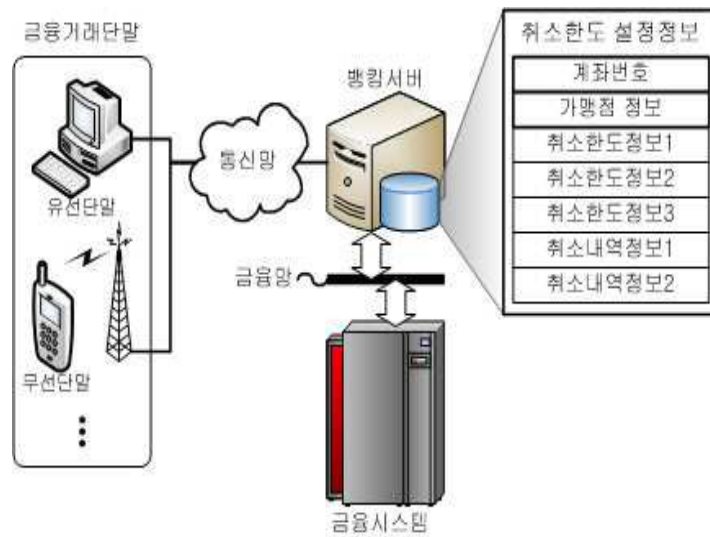 금융거래단말
유선단말
무선단말
통신망
뱅킹서버
금융망
금융시스템
취소한도 설정정보
계좌번호
가맹점 정보
취소한도정보1
취소한도정보2
취소한도정보3
취소내역정보1
취소내역정보2